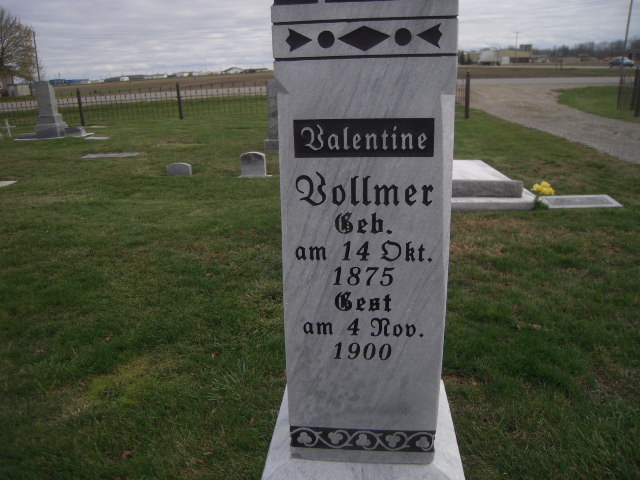 Valentine
Vollmer
Geb.
am 14 Okt.
1875
Gest
am 4 Nov.
1900